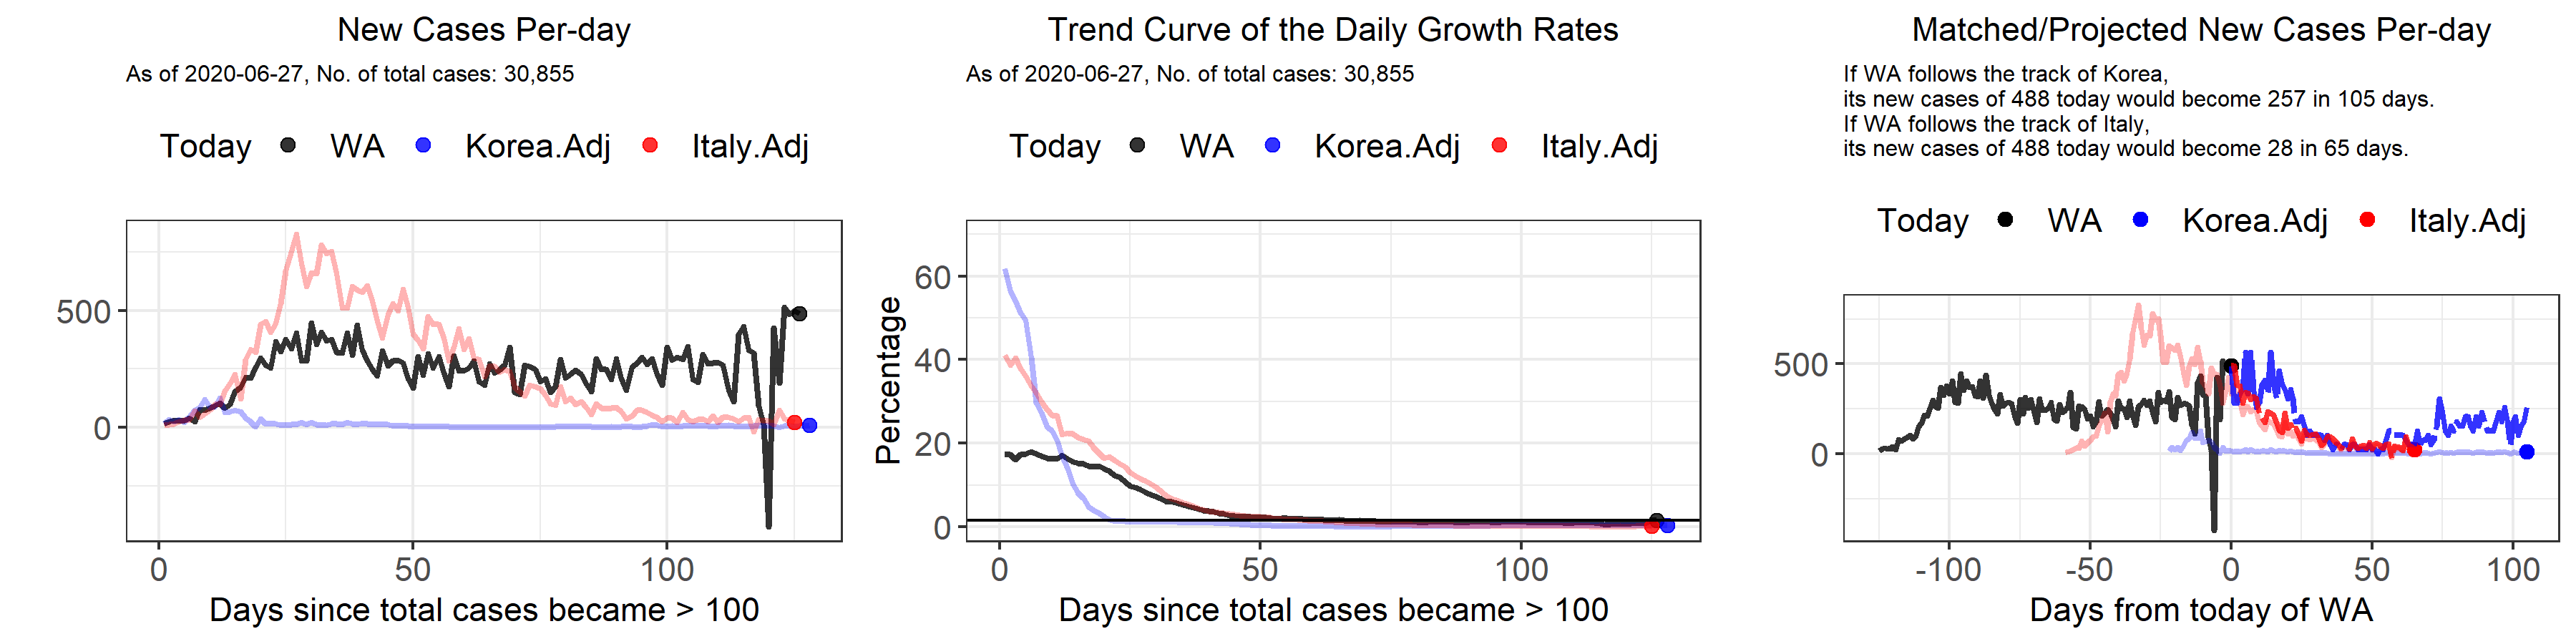 New Cases Per-day
As of 2020-06-27, No. of total cases: 30,855
Today WA Korea.Adj Italy.Adj
500
0
0 50 100
Days since total cases became > 100
Trend Curve of the Daily Growth Rates
As of 2020-06-27, No. of total cases: 30,855
Today WA Korea.Adj Italy.Adj
Percentage
60
40
20
0
0 50 100
Days since total cases became > 100
Matched/Projected New Cases Per-day
If WA follows the track of Korea,
its new cases of 488 today would become 257 in 105 days.
If WA follows the track of Italy,
its new cases of 488 today would become 28 in 65 days.
Today WA Korea.Adj Italy.Adj
500
0
-100 -50 0 50 100
Days from today of WA